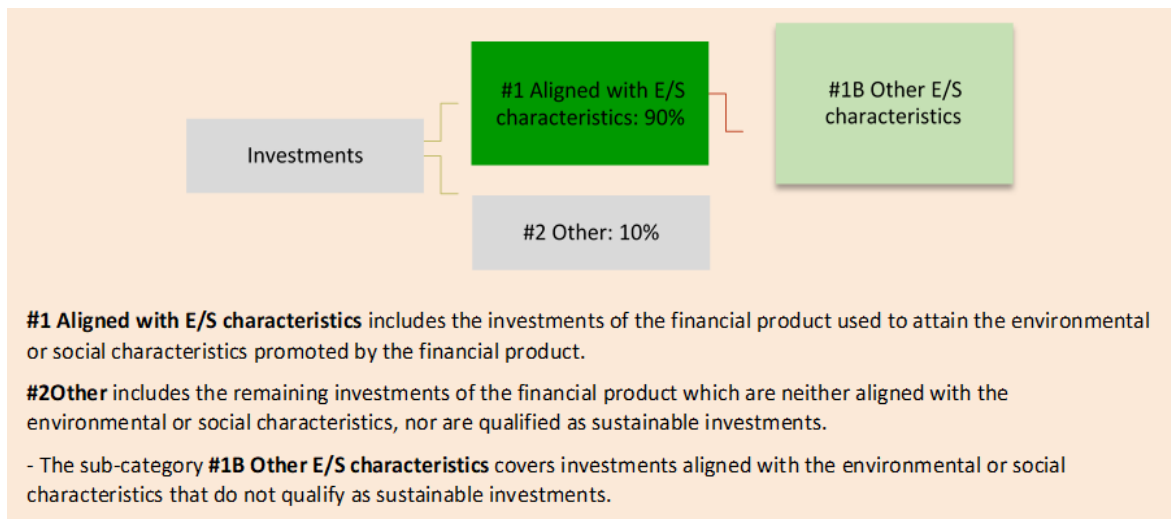 #1 Aligned with E/S
characteristics: 90%
#1B Other E/S
characteristics
Investments
#2 Other: 10%
#1 Aligned with E/S characteristics includes the investments of the financial product used to attain the environmental
or social characteristics promoted by the financial product.
#2Other includes the remaining investments of the financial product which are neither aligned with the
environmental or social characteristics, nor are qualified as sustainable investments.
- The sub-category #1B Other E/S characteristics covers investments aligned with the environmental or social
characteristics that do not qualify as sustainable investments.